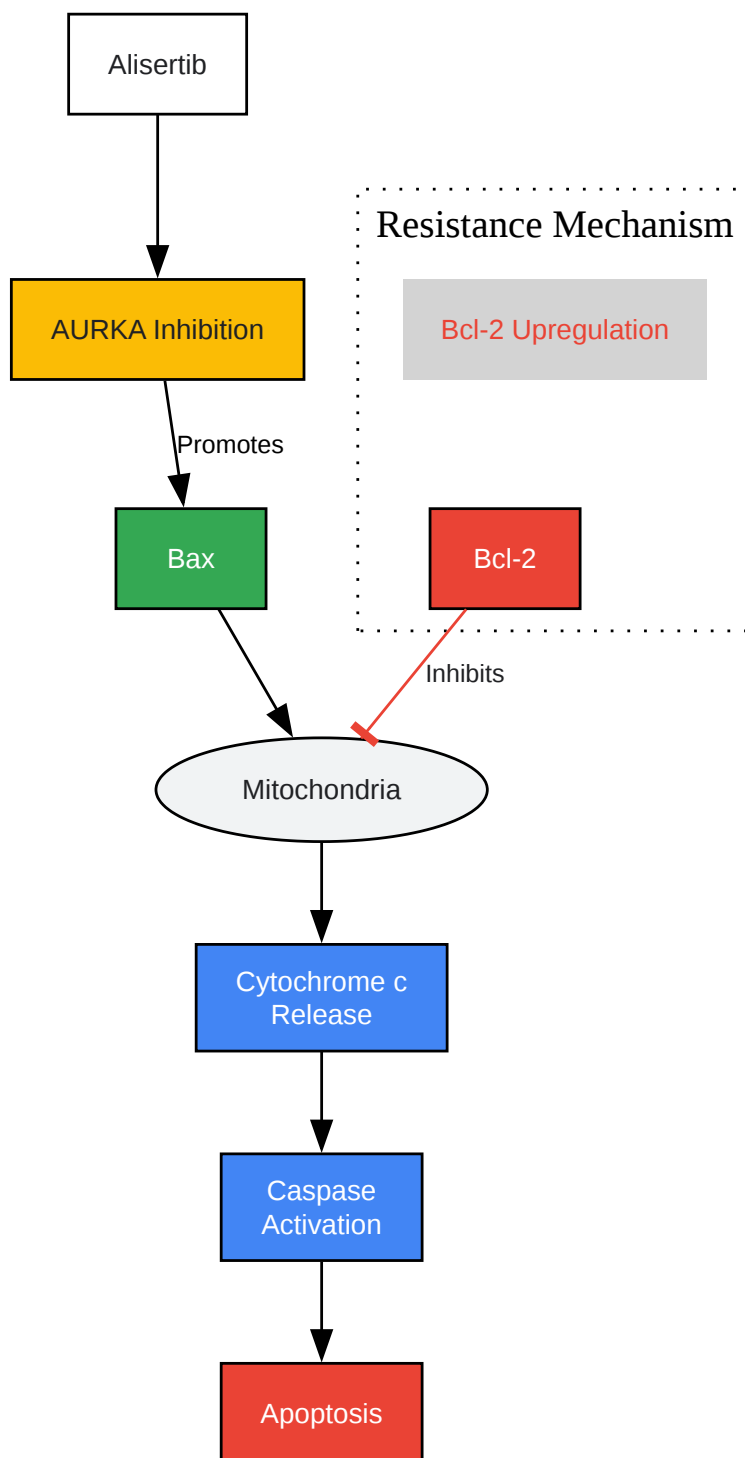 Alisertib
Resistance Mechanism
AURKA Inhibition
Bcl-2 Upregulation
Promotes
Bax
Bcl-2
Inhibits
Mitochondria
Cytochrome c
Release
Caspase
Activation
Apoptosis